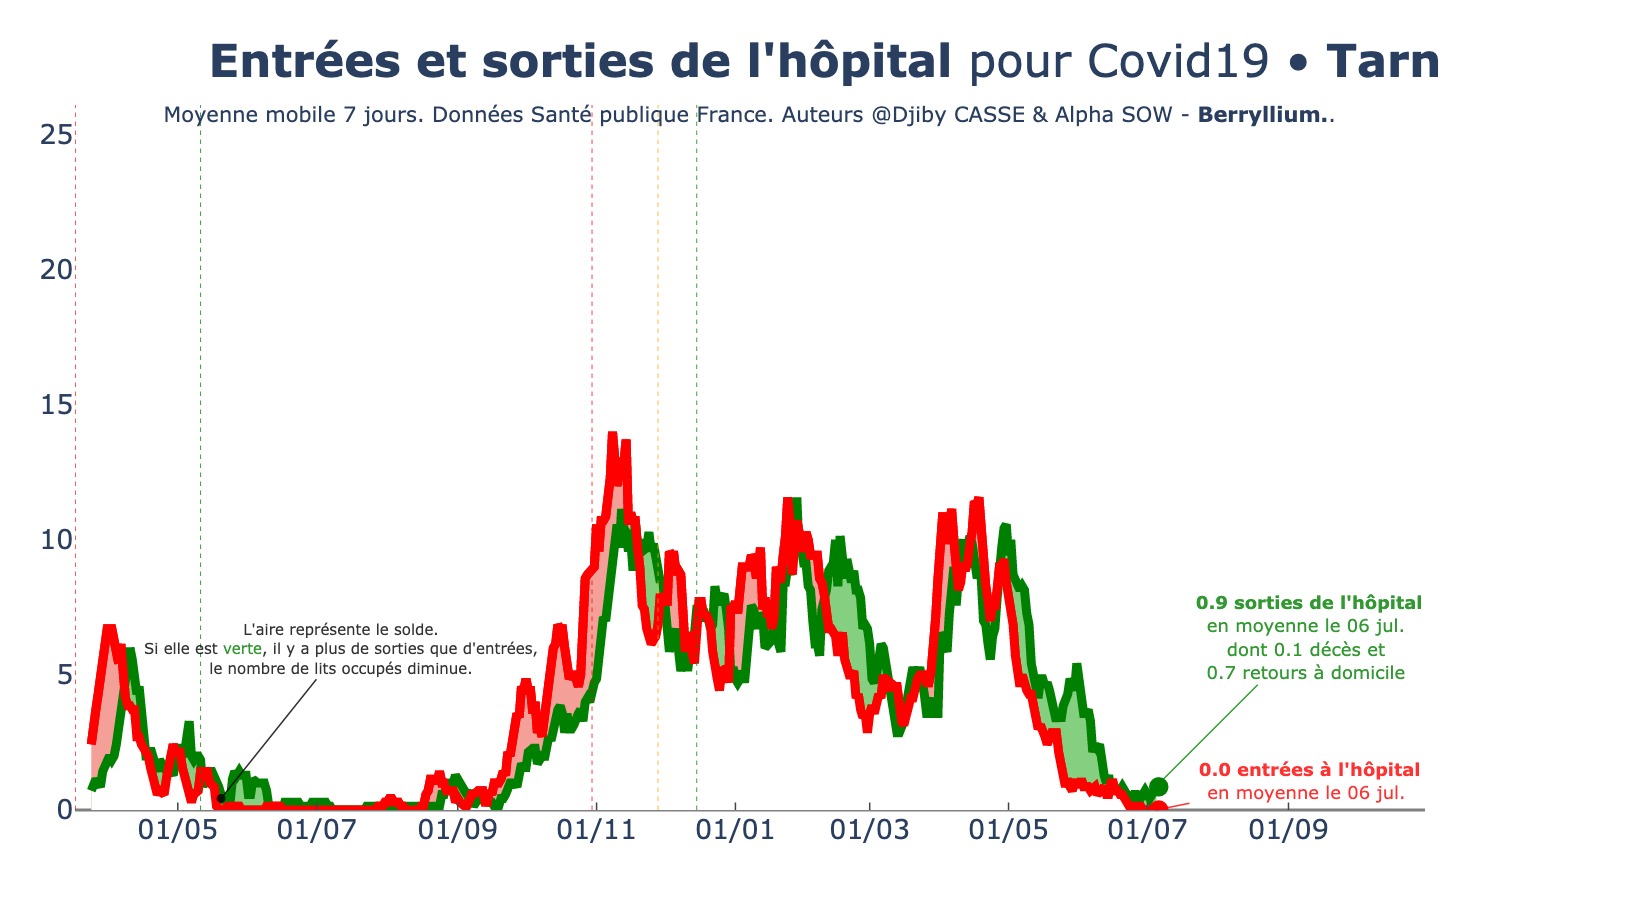 Entrées et sorties de l'hôpital pour Covid19 • Tarn
Moyenne mobile 7 jours. Données Santé publique France. Auteurs @Djiby CASSE & Alpha SOW - Berryllium..
25
20
15
10
5
0
L'aire représente le solde.
Si elle est verte, il y a plus de sorties que d'entrées,
le nombre de lits occupés diminue.
0.9 sorties de l'hôpital
en moyenne le 06 jul.
dont 0.1 décès et
0.7 retours à domicile
0.0 entrées à l'hôpital
en moyenne le 06 jul.
01/05 01/07 01/09 01/11 01/01 01/03 01/05 01/07 01/09